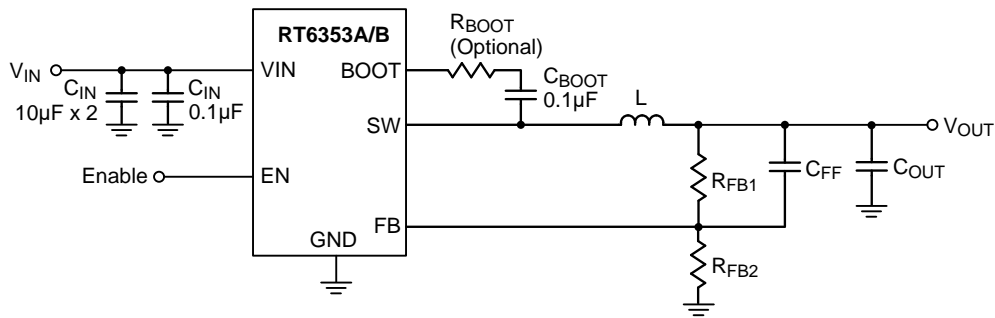 RT6353A/B
VIN
BOOT
SW
EN
FB
GND
VIN
CIN
10μF x 2
CIN
0.1μF
Enable
RBOOT
(Optional)
CBOOT
0.1μF
L
VOUT
RFB1
CFF
COUT
RFB2